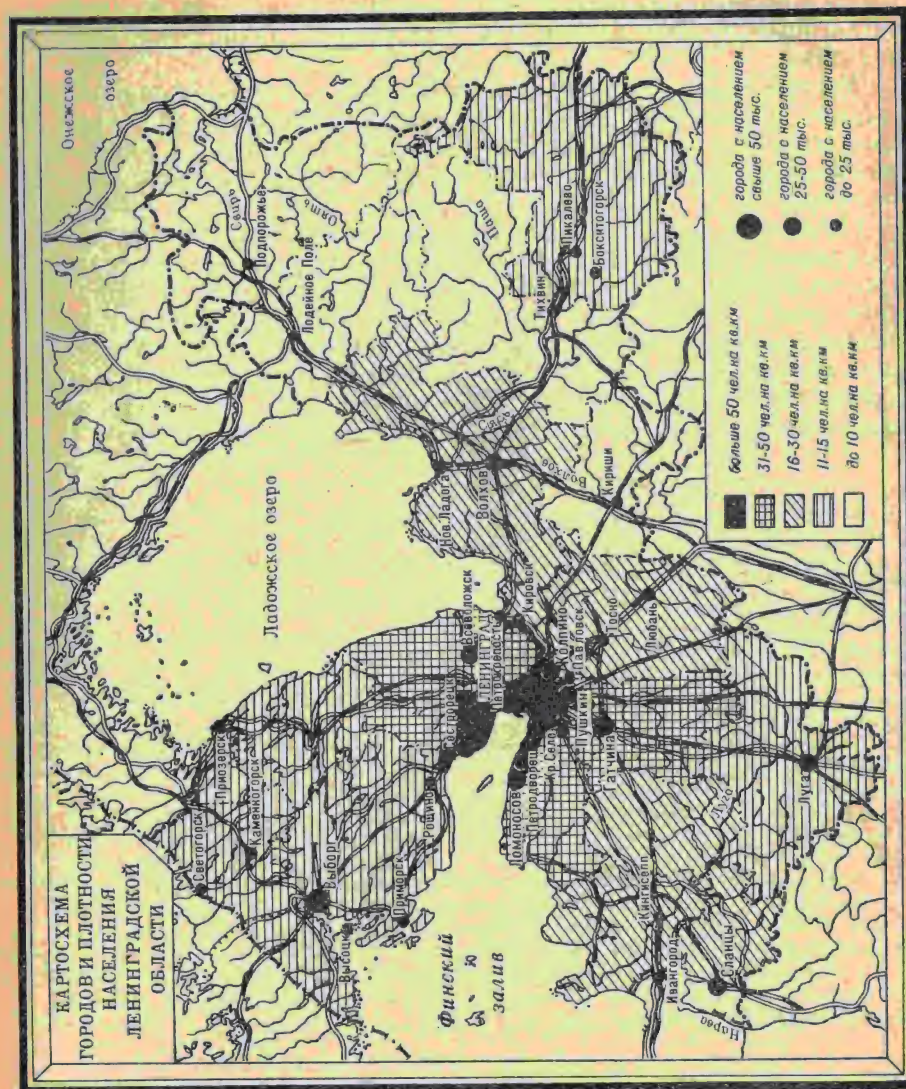 КАРТОСХЕМА
ГОРОДОВ И ПЛОТНОСТИ
НАСЕЛЕНИЯ
ЛЕНИНГРАДСКОЙ
ОБЛАСТИ
Онежское
озеро
Свирь
Оять
Паша
Подпорожье
Лодейное Поле
Ладожское озеро
Светогорск
Каменногорск
Приозерск
Выборг
Высоцк
Приморск
Рощино
Сестрорецк
Всеволожск
ЛЕНИНГРАД
Петрокрепость
Кировск
Нов.Ладога
Волхов
Сясь
Волхов
Кириши
Тихвин
Пикалево
Бокситогорск
Финский
залив
Ломоносов
Петродворец
Кр.Село
Пушкин
Колпино
Павловск
Гатчина
Тосно
Любань
Луга
Луга
Кингисепп
Ивангород
Сланцы
Нарва
больше 50 чел.на кв.км
31-50 чел.на кв.км
16-30 чел.на кв.км
11-15 чел.на кв.км
до 10 чел.на кв.км
города с населением
свыше 50 тыс.
города с населением
25-50 тыс.
города с населением
до 25 тыс.